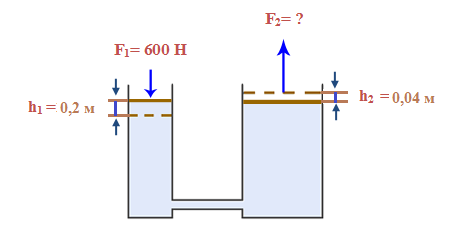 F₂= ?
F₁= 600 Н
h₁ = 0,2 м
h₂ = 0,04 м